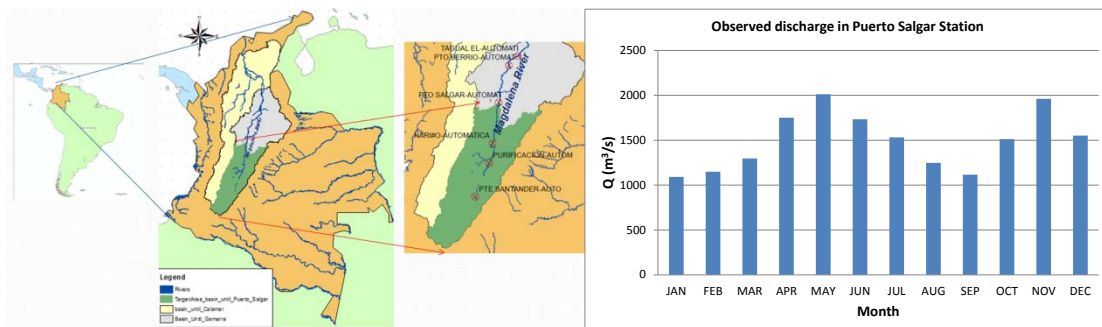 TAGUAL EL-AUTOMATI
PTO BERRIO-AUTOMATI
PTO SALGAR-AUTOMAT
Magdalena River
NARIÑO-AUTOMATICA
PURIFICACION-AUTOM
PTE SANTANDER-AUTO
Legend
Rivers
TargerArea_basin_until_Puerto_Salgar
basin_until_Calamar
Basin_Until_Gamarra
Observed discharge in Puerto Salgar Station
Q (m³/s)
2500
2000
1500
1000
500
0
JAN FEB MAR APR MAY JUN JUL AUG SEP OCT NOV DEC
Month